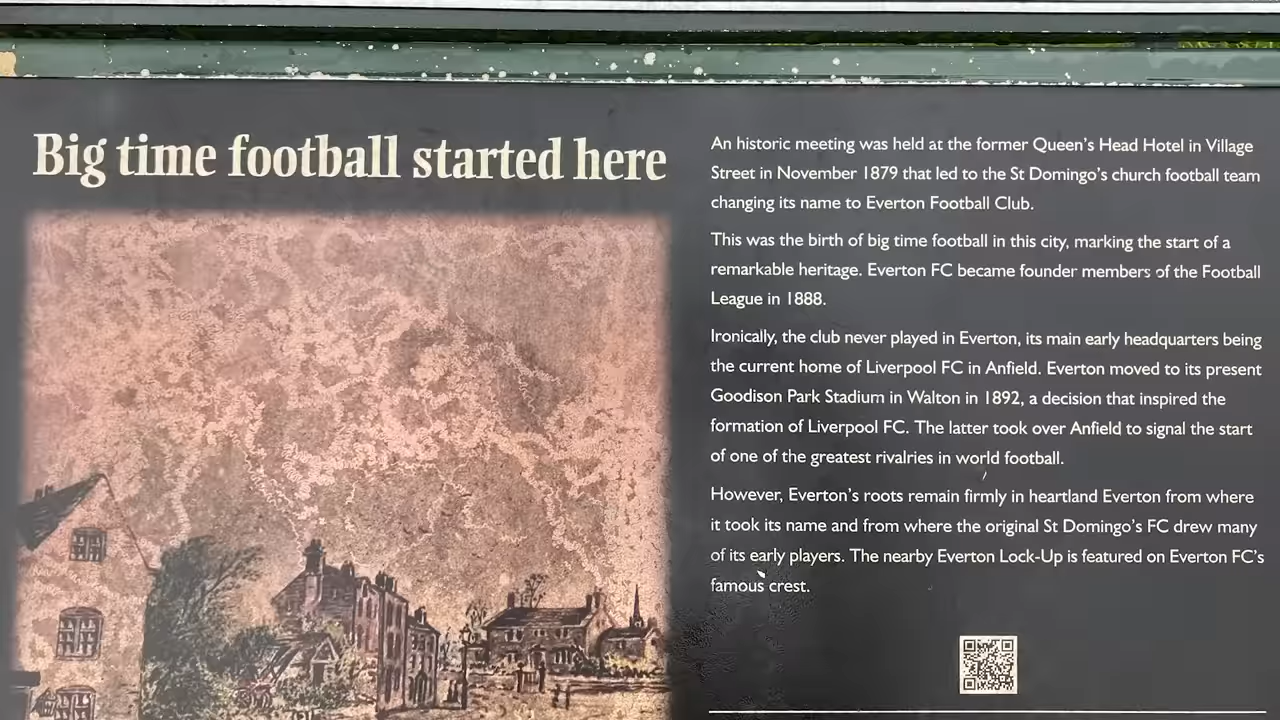 Big time football started here
An historic meeting was held at the former Queen's Head Hotel in Village
Street in November 1879 that led to the St Domingo's church football team
changing its name to Everton Football Club.
This was the birth of big time football in this city, marking the start of a
remarkable heritage. Everton FC became founder members of the Football
League in 1888.
Ironically, the club never played in Everton, its main early headquarters being
the current home of Liverpool FC in Anfield. Everton moved to its present
Goodison Park Stadium in Walton in 1892, a decision that inspired the
formation of Liverpool FC. The latter took over Anfield to signal the start
of one of the greatest rivalries in world football.
However, Everton's roots remain firmly in heartland Everton from where
it took its name and from where the original St Domingo's FC drew many
of its early players. The nearby Everton Lock-Up is featured on Everton FC's
famous crest.